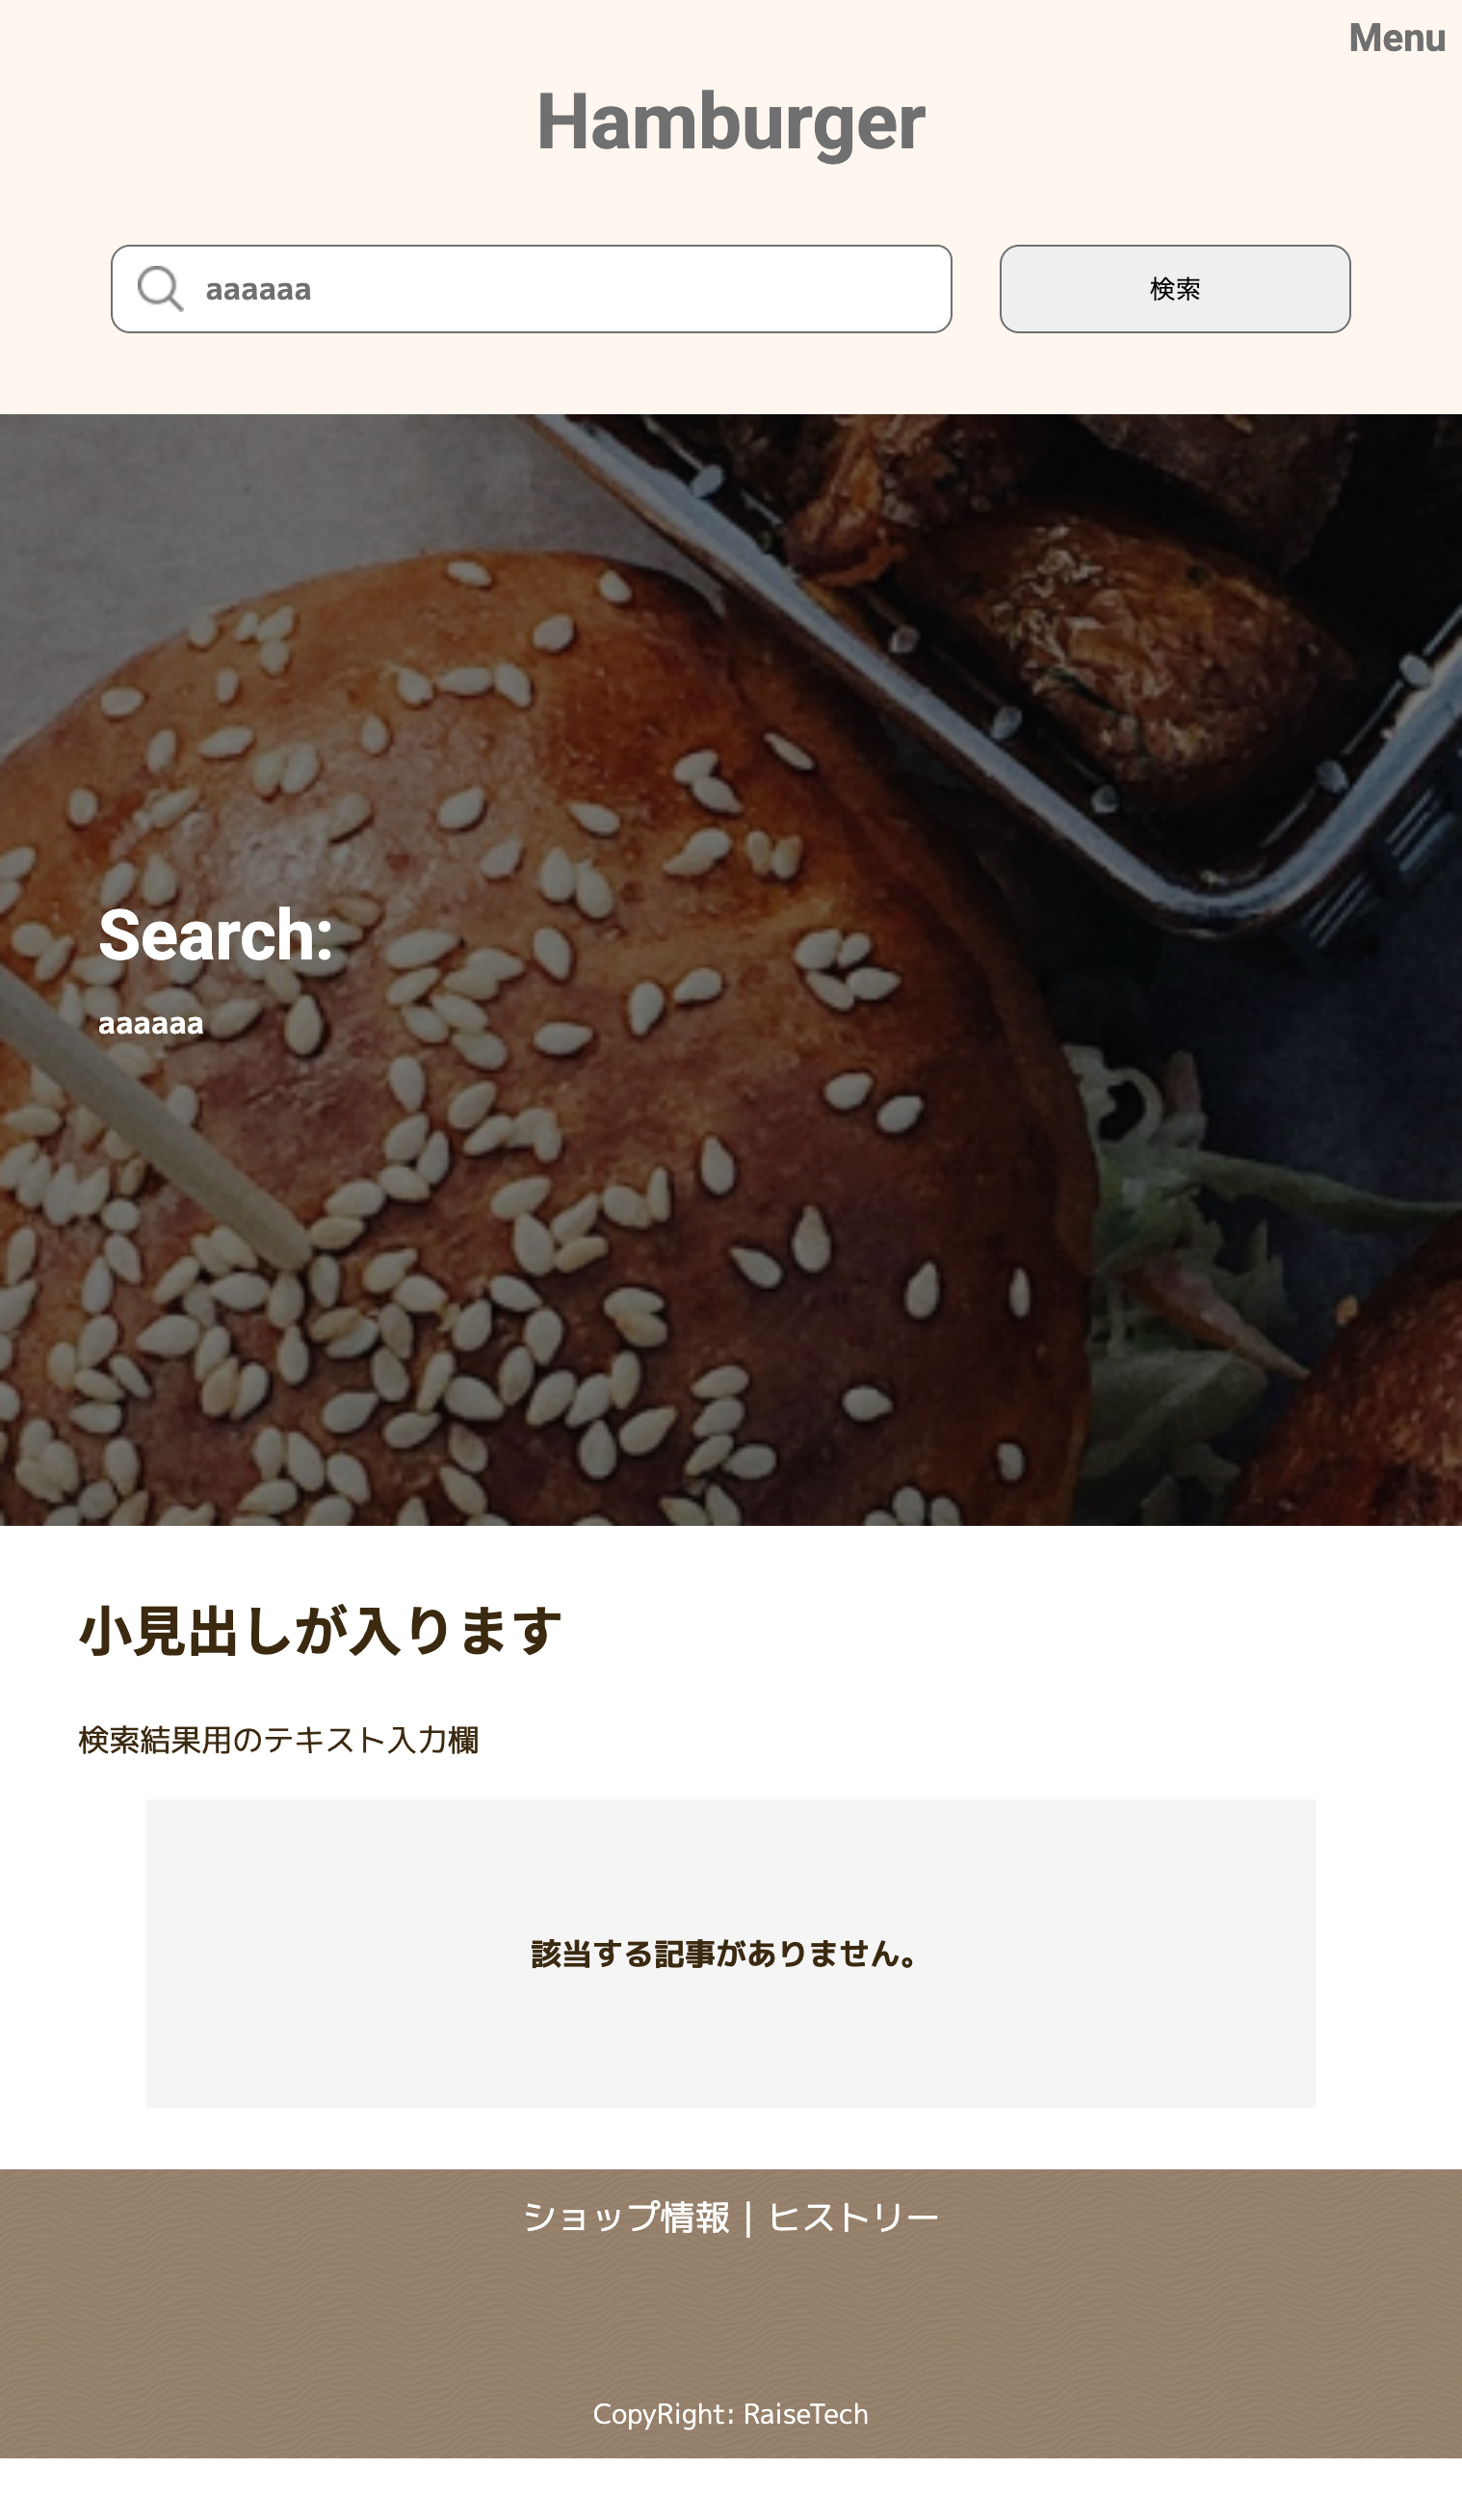 Menu
Hamburger
aaaaaa
検索
Search:
aaaaaa
小見出しが入ります
検索結果用のテキスト入力欄
該当する記事がありません。
ショップ情報 | ヒストリー
CopyRight: RaiseTech